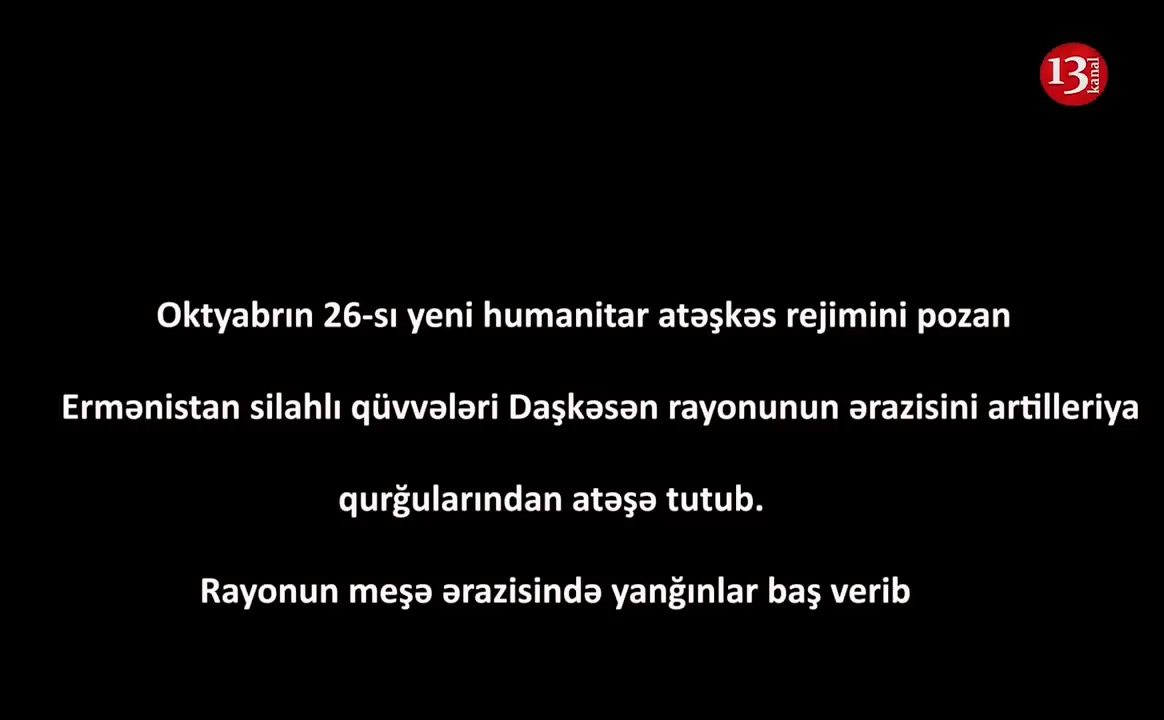 13 kanal
Oktyabrın 26-sı yeni humanitar atəşkəs rejimini pozan
Ermənistan silahlı qüvvələri Daşkəsən rayonunun ərazisini artilleriya
qurğularından atəşə tutub.
Rayonun meşə ərazisində yanğınlar baş verib